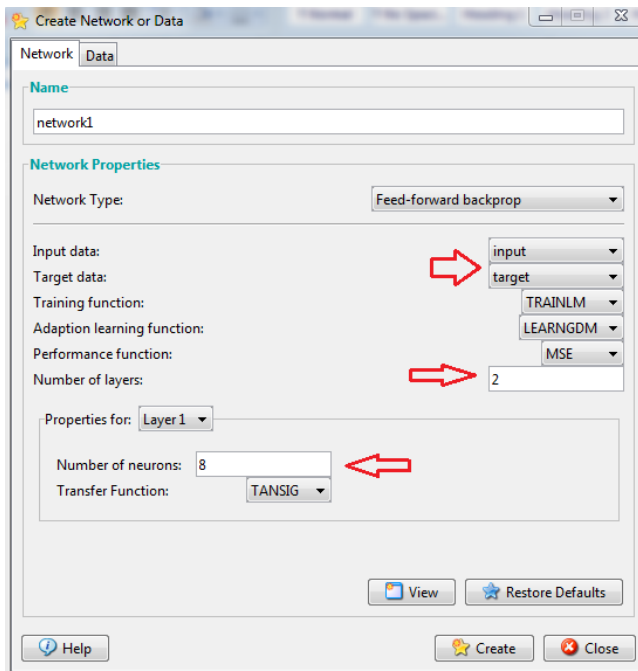 Create Network or Data
Network Data
Name
network1
Network Properties
Network Type: Feed-forward backprop
Input data: input
Target data: target
Training function: TRAINLM
Adaption learning function: LEARNGDM
Performance function: MSE
Number of layers: 2
Properties for: Layer 1
Number of neurons: 8
Transfer Function: TANSIG
View Restore Defaults
Help Create Close